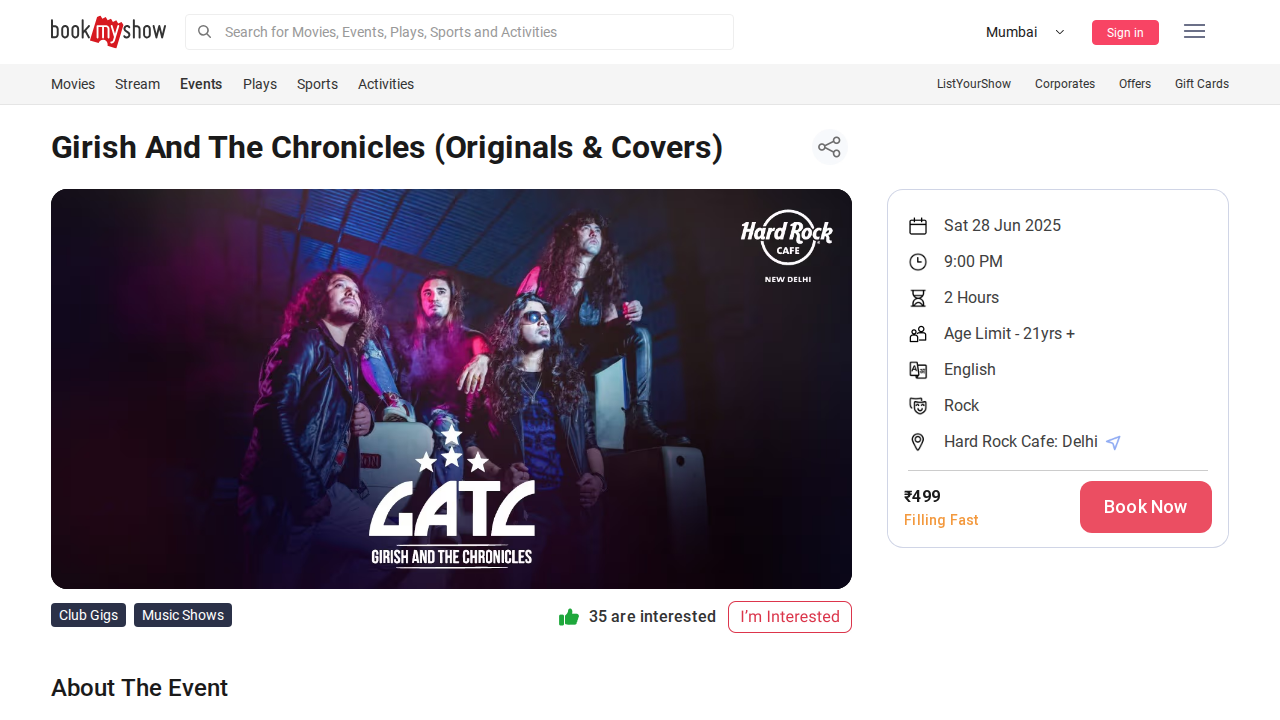 bookmyshow
Search for Movies, Events, Plays, Sports and Activities
Mumbai
Sign in
Movies
Stream
Events
Plays
Sports
Activities
ListYourShow
Corporates
Offers
Gift Cards
Girish And The Chronicles (Originals & Covers)
Hard Rock
CAFE
NEW DELHI
GATC
GIRISH AND THE CHRONICLES
Sat 28 Jun 2025
9:00 PM
2 Hours
Age Limit - 21yrs +
English
Rock
Hard Rock Cafe: Delhi
₹499
Filling Fast
Book Now
Club Gigs
Music Shows
35 are interested
I’m Interested
About The Event